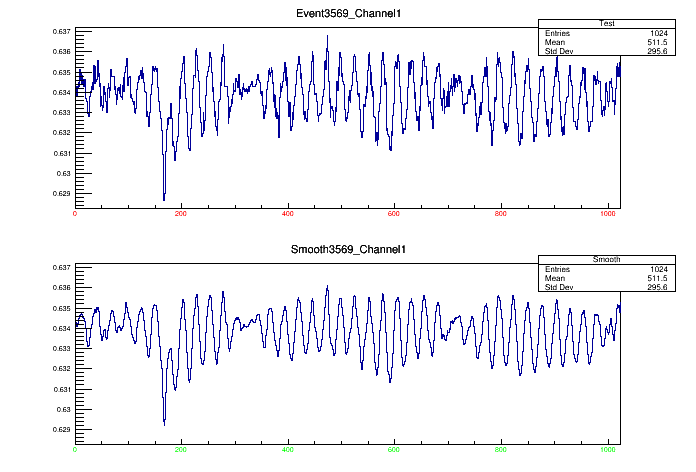 Event3569_Channel1
Test
Entries 1024
Mean 511.5
Std Dev 295.6
0.637
0.636
0.635
0.634
0.633
0.632
0.631
0.63
0.629
0 200 400 600 800 1000
Smooth3569_Channel1
Smooth
Entries 1024
Mean 511.5
Std Dev 295.6
0.637
0.636
0.635
0.634
0.633
0.632
0.631
0.63
0.629
0 200 400 600 800 1000